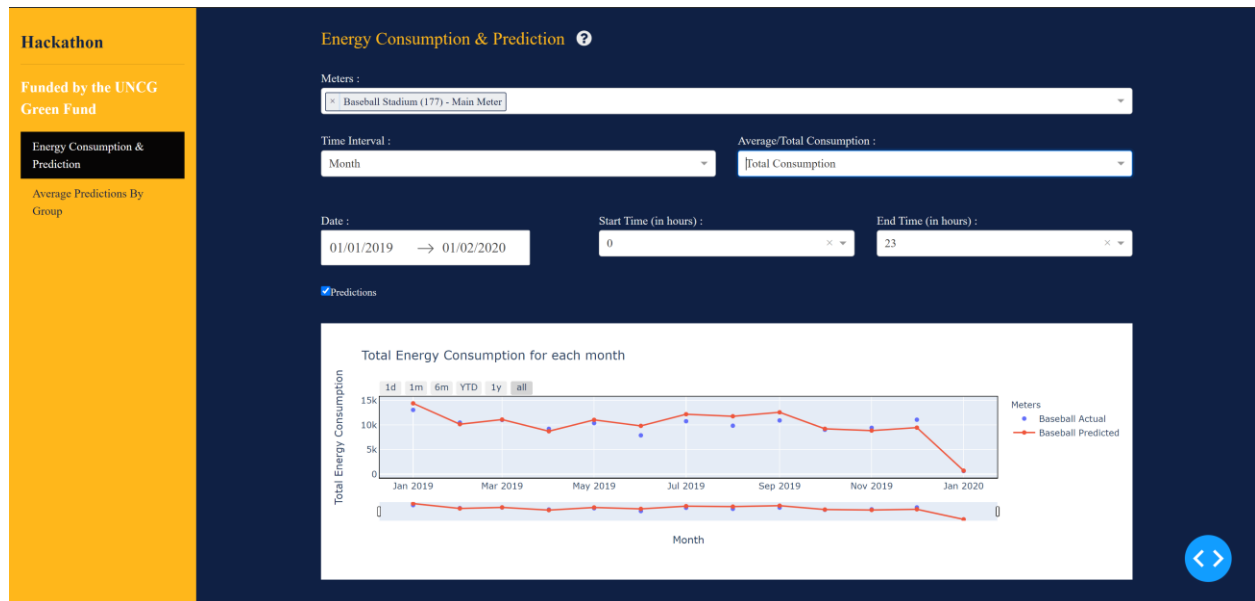 Hackathon
Funded by the UNCG
Green Fund
Energy Consumption &
Prediction
Average Predictions By
Group
Energy Consumption & Prediction ?
Meters :
× Baseball Stadium (177) - Main Meter
Time Interval :
Month
Average/Total Consumption :
Total Consumption
Date :
01/01/2019 → 01/02/2020
Start Time (in hours) :
0 ×
End Time (in hours) :
23 ×
Predictions
Total Energy Consumption for each month
1d 1m 6m YTD 1y all
Total Energy Consumption
15k
10k
5k
0
Jan 2019 Mar 2019 May 2019 Jul 2019 Sep 2019 Nov 2019 Jan 2020
Month
Meters
Baseball Actual
Baseball Predicted